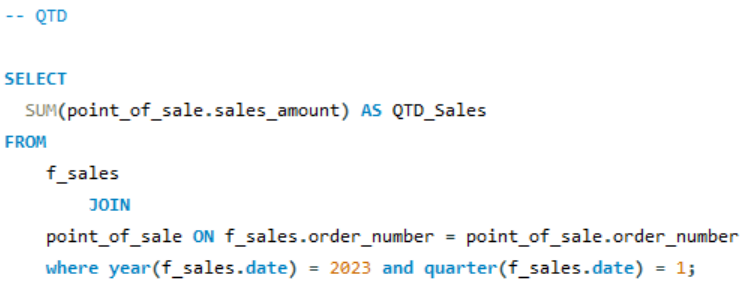 -- QTD
SELECT
SUM(point_of_sale.sales_amount) AS QTD_Sales
FROM
f_sales
JOIN
point_of_sale ON f_sales.order_number = point_of_sale.order_number
where year(f_sales.date) = 2023 and quarter(f_sales.date) = 1;